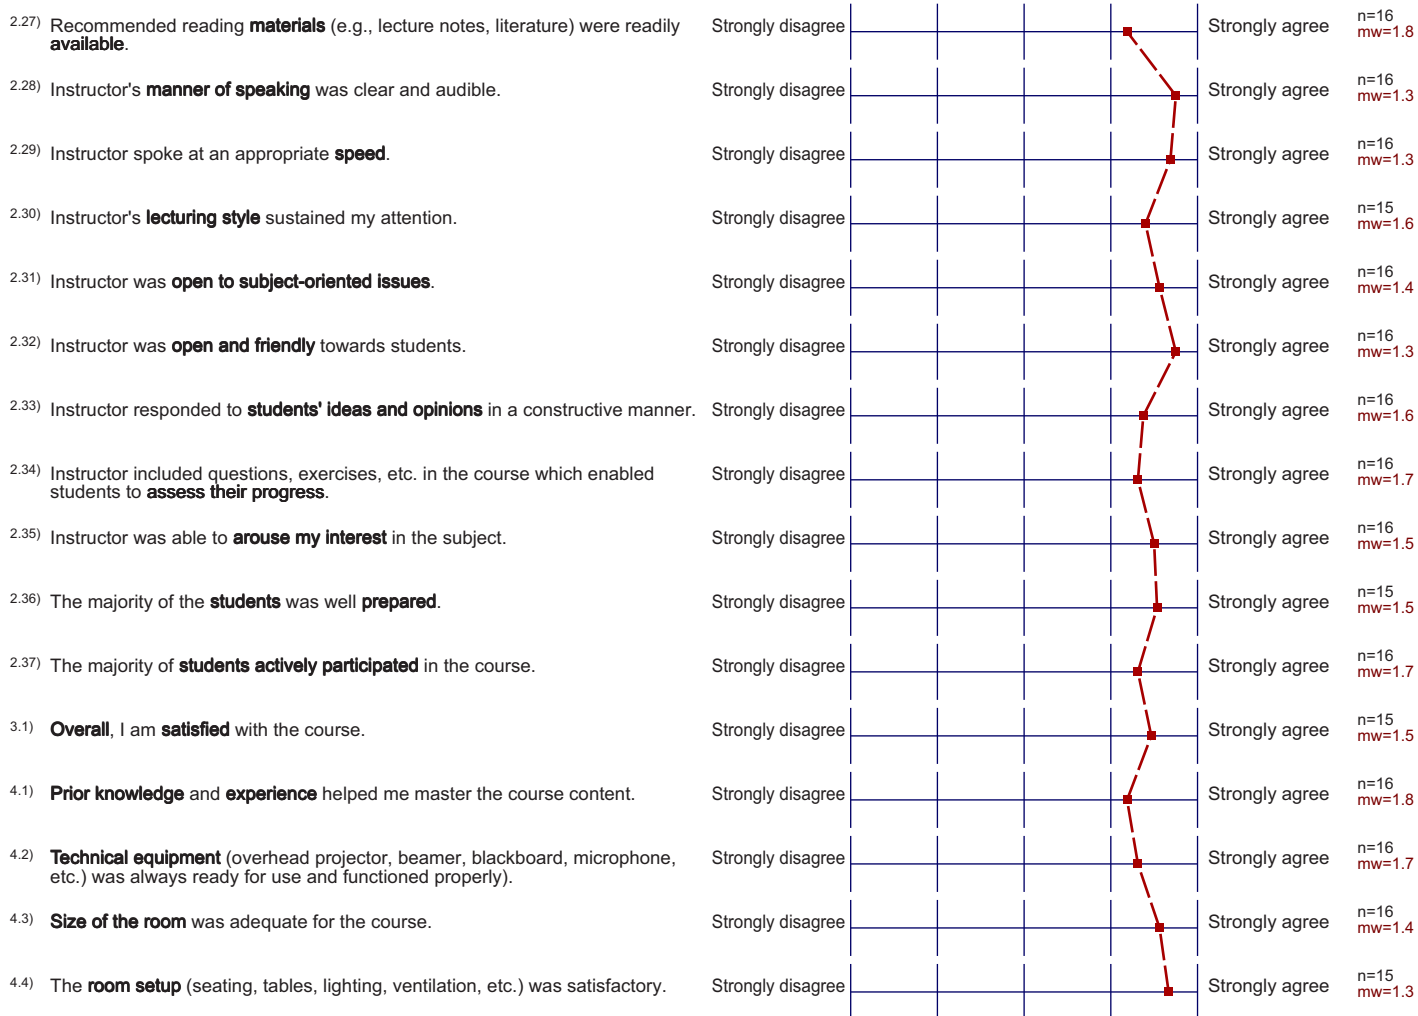 2.27) Recommended reading materials (e.g., lecture notes, literature) were readily available. Strongly disagree Strongly agree n=16 mw=1.8
2.28) Instructor's manner of speaking was clear and audible. Strongly disagree Strongly agree n=16 mw=1.3
2.29) Instructor spoke at an appropriate speed. Strongly disagree Strongly agree n=16 mw=1.3
2.30) Instructor's lecturing style sustained my attention. Strongly disagree Strongly agree n=15 mw=1.6
2.31) Instructor was open to subject-oriented issues. Strongly disagree Strongly agree n=16 mw=1.4
2.32) Instructor was open and friendly towards students. Strongly disagree Strongly agree n=16 mw=1.3
2.33) Instructor responded to students' ideas and opinions in a constructive manner. Strongly disagree Strongly agree n=16 mw=1.6
2.34) Instructor included questions, exercises, etc. in the course which enabled students to assess their progress. Strongly disagree Strongly agree n=16 mw=1.7
2.35) Instructor was able to arouse my interest in the subject. Strongly disagree Strongly agree n=16 mw=1.5
2.36) The majority of the students was well prepared. Strongly disagree Strongly agree n=15 mw=1.5
2.37) The majority of students actively participated in the course. Strongly disagree Strongly agree n=16 mw=1.7
3.1) Overall, I am satisfied with the course. Strongly disagree Strongly agree n=15 mw=1.5
4.1) Prior knowledge and experience helped me master the course content. Strongly disagree Strongly agree n=16 mw=1.8
4.2) Technical equipment (overhead projector, beamer, blackboard, microphone, etc.) was always ready for use and functioned properly). Strongly disagree Strongly agree n=16 mw=1.7
4.3) Size of the room was adequate for the course. Strongly disagree Strongly agree n=16 mw=1.4
4.4) The room setup (seating, tables, lighting, ventilation, etc.) was satisfactory. Strongly disagree Strongly agree n=15 mw=1.3